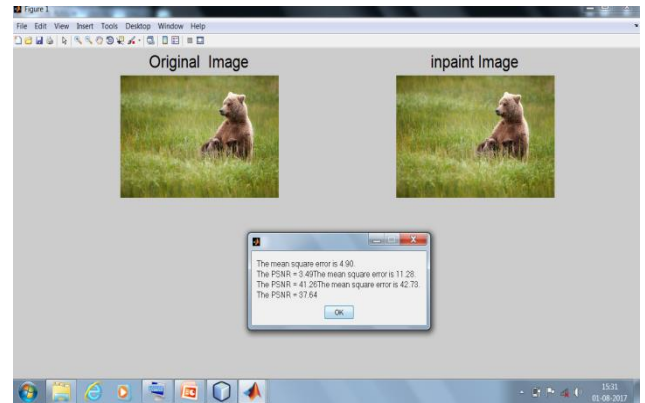 Figure 1
File Edit View Insert Tools Desktop Window Help
Original Image
inpaint Image
The mean square error is 4.90.
The PSNR = 3.49The mean square error is 11.28.
The PSNR = 41.26The mean square error is 42.73.
The PSNR = 37.64
OK
15:31
01-08-2017